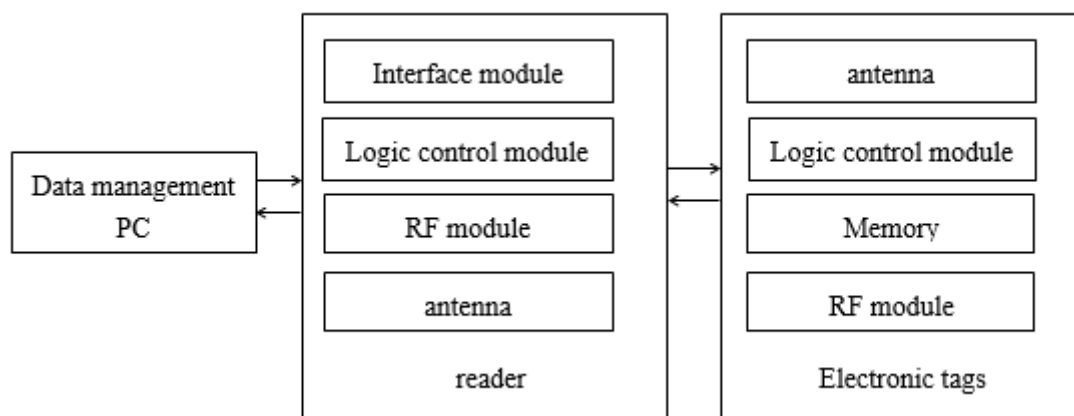 Data management
PC
Interface module
Logic control module
RF module
antenna
reader
antenna
Logic control module
Memory
RF module
Electronic tags